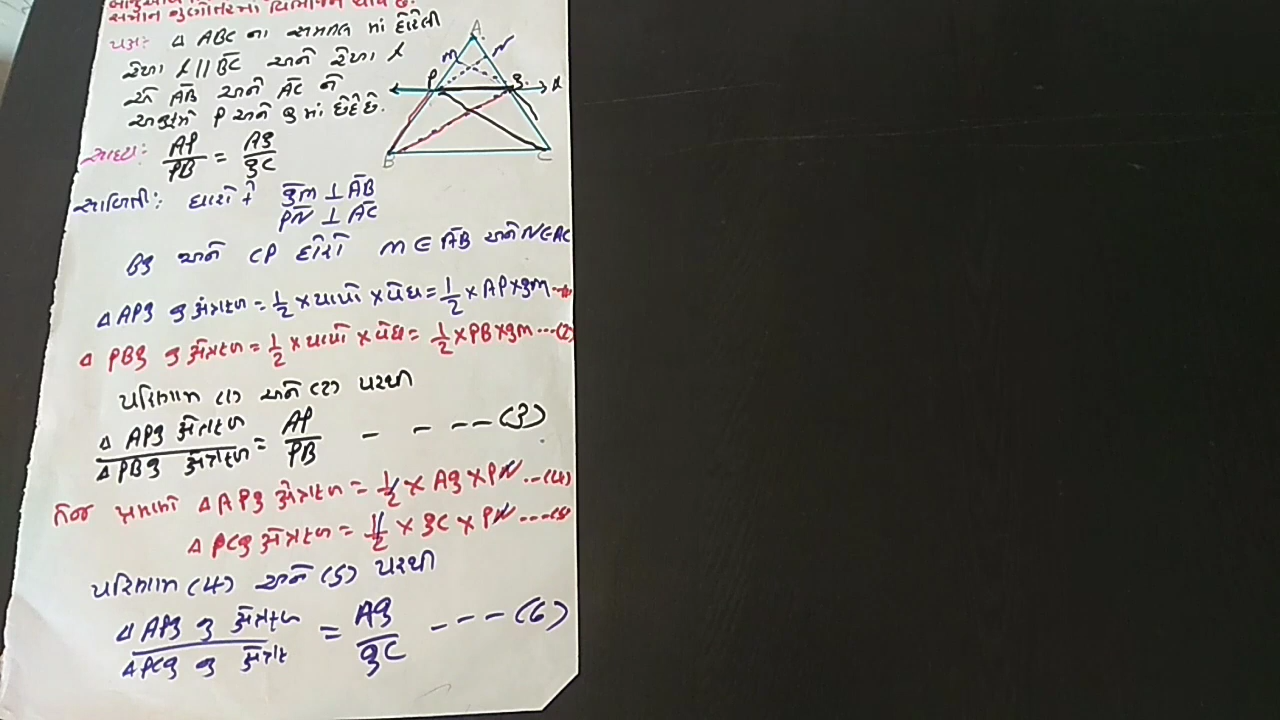 સમાન ગુણોત્તરમાં વિભાજન થાય છે.
પક્ષ: Δ ABC ના સમતલ માં દોરેલી
રેખા l || BC અને રેખા l
એ AB અને AC ને
અનુક્રમે P અને Q માં છેદે છે.
A
M
N
P
Q
l
B
C
સાધ્ય: AP/PB = AQ/QC
સાબિતી: ધારો કે QM ⊥ AB
PN ⊥ AC
BQ અને CP દોરો M ∈ AB અને N ∈ AC
Δ APQ નુ ક્ષેત્રફળ = 1/2 × પાયો × વેધ = 1/2 × AP × QM
Δ PBQ નુ ક્ષેત્રફળ = 1/2 × પાયો × વેધ = 1/2 × PB × QM ---(2)
પરિણામ (1) અને (2) પરથી
Δ APQ ક્ષેત્રફળ / Δ PBQ ક્ષેત્રફળ = AP/PB - - --- (3)
તેજ પ્રમાણે Δ APQ ક્ષેત્રફળ = 1/2 × AQ × PN ..-(4)
Δ PCQ ક્ષેત્રફળ = 1/2 × QC × PN ---(5)
પરિણામ (4) અને (5) પરથી
Δ APQ નુ ક્ષેત્રફળ / Δ PCQ નુ ક્ષેત્રફળ = AQ/QC --- (6)